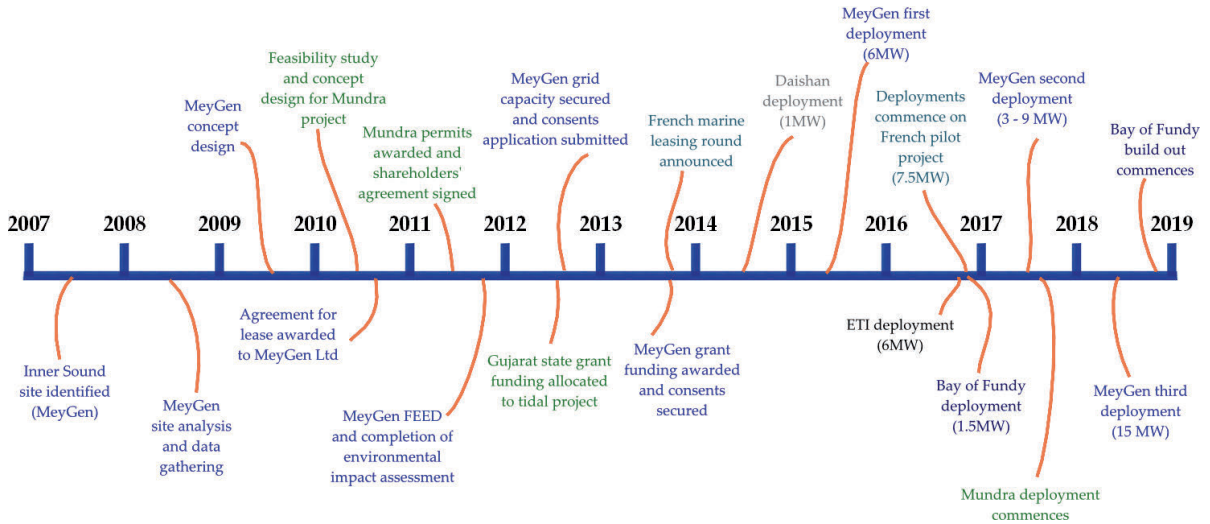 MeyGen
concept
design
Feasibility study
and concept
design for Mundra
project
Mundra permits
awarded and
shareholders'
agreement signed
MeyGen grid
capacity secured
and consents
application submitted
French marine
leasing round
announced
Daishan
deployment
(1MW)
MeyGen first
deployment
(6MW)
Deployments
commence on
French pilot
project
(7.5MW)
MeyGen second
deployment
(3 - 9 MW)
Bay of Fundy
build out
commences
2007 2008 2009 2010 2011 2012 2013 2014 2015 2016 2017 2018 2019
Inner Sound
site identified
(MeyGen)
MeyGen
site analysis
and data
gathering
Agreement for
lease awarded
to MeyGen Ltd
MeyGen FEED
and completion of
environmental
impact assessment
Gujarat state grant
funding allocated
to tidal project
MeyGen grant
funding awarded
and consents
secured
ETI deployment
(6MW)
Bay of Fundy
deployment
(1.5MW)
Mundra deployment
commences
MeyGen third
deployment
(15 MW)